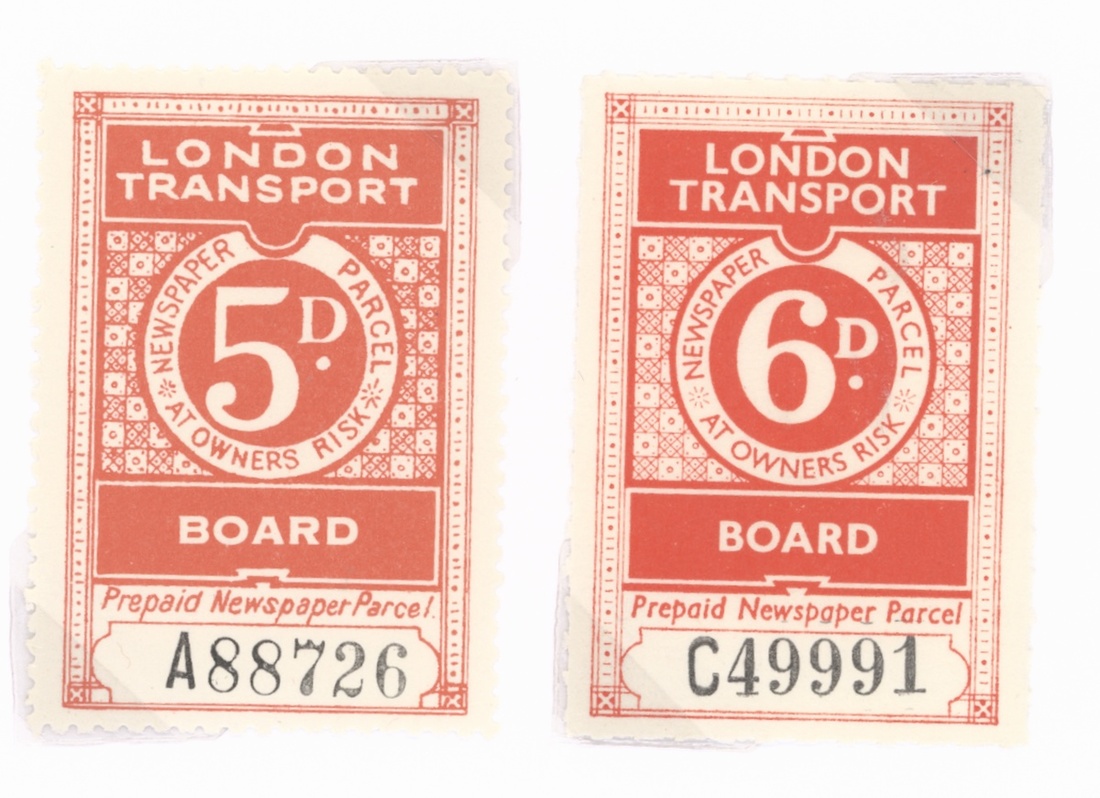 LONDON
TRANSPORT
NEWSPAPER PARCEL
AT OWNERS RISK
5D.
BOARD
Prepaid Newspaper Parcel.
A88726
LONDON
TRANSPORT
NEWSPAPER PARCEL
AT OWNERS RISK
6D.
BOARD
Prepaid Newspaper Parcel
C49991